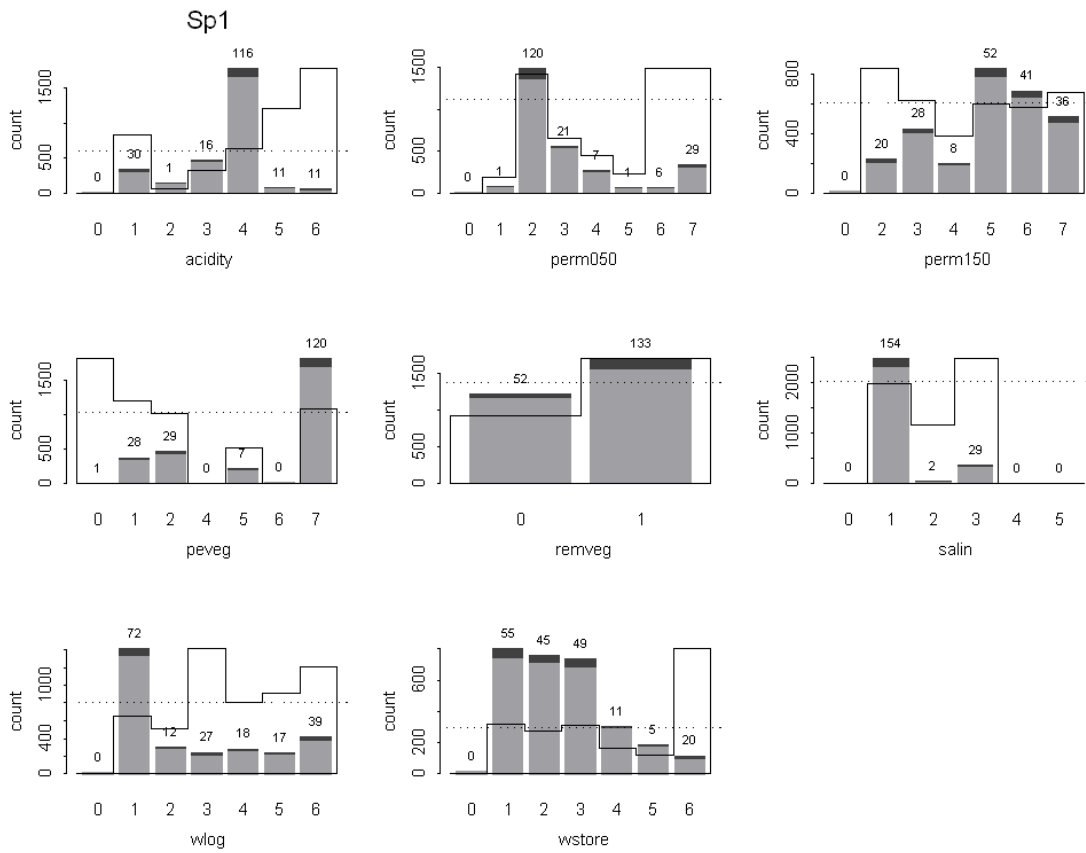 Sp1
count
0 500 1500
0 30 1 16 116 11 11
0 1 2 3 4 5 6
acidity
count
0 500 1500
0 1 120 21 7 1 6 29
0 1 2 3 4 5 6 7
perm050
count
0 400 800
0 20 28 8 52 41 36
0 2 3 4 5 6 7
perm150
count
0 500 1500
1 28 29 0 7 0 120
0 1 2 4 5 6 7
peveg
count
0 500 1500
52 133
0 1
remveg
count
0 1000 2000
0 154 2 29 0 0
0 1 2 3 4 5
salin
count
0 400 1000
0 72 12 27 18 17 39
0 1 2 3 4 5 6
wlog
count
0 200 600
0 55 45 49 11 5 20
0 1 2 3 4 5 6
wstore